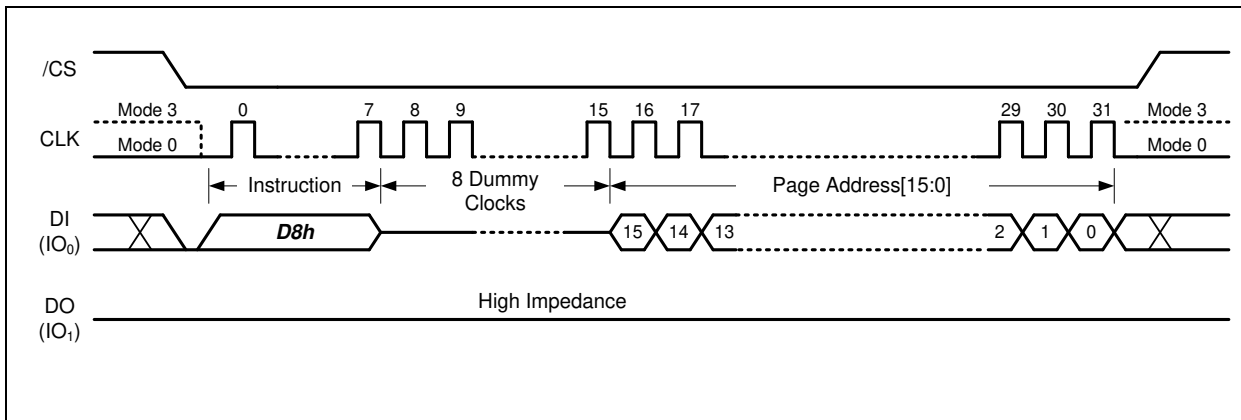 /CS
Mode 3 0 7 8 9 15 16 17 29 30 31 Mode 3
CLK
Mode 0 Mode 0
Instruction 8 Dummy Clocks Page Address[15:0]
DI
(IO₀)
D8h 15 14 13 2 1 0
High Impedance
DO
(IO₁)